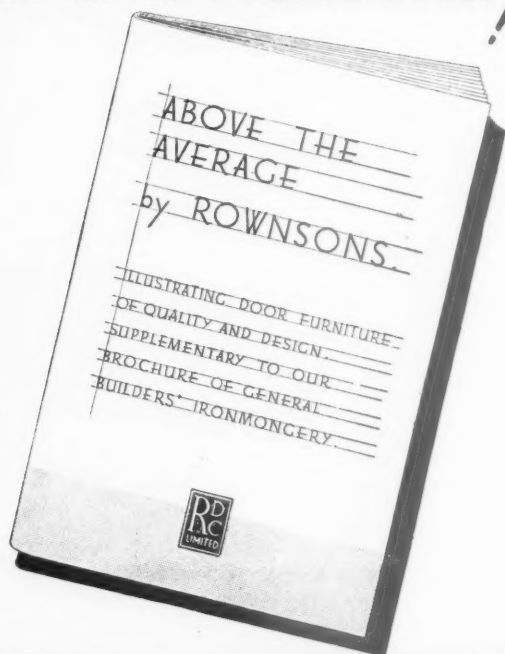 !
ABOVE THE
AVERAGE
by ROWNSONS.
ILLUSTRATING DOOR FURNITURE
OF QUALITY AND DESIGN.
SUPPLEMENTARY TO OUR
BROCHURE OF GENERAL
BUILDERS' IRONMONGERY.
RDC
LIMITED